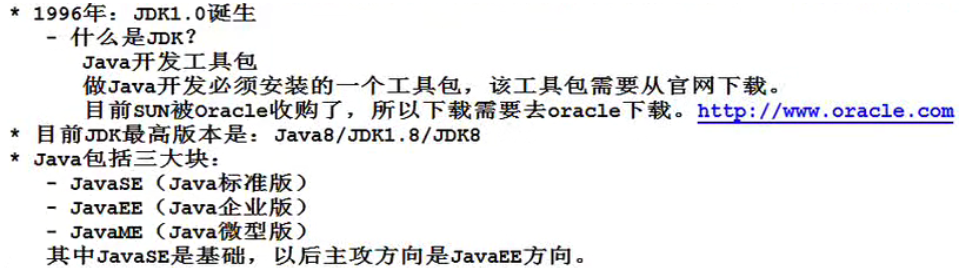 * 1996年：JDK1.0诞生
- 什么是JDK？
Java开发工具包
做Java开发必须安装的一个工具包，该工具包需要从官网下载。
目前SUN被Oracle收购了，所以下载需要去oracle下载。http://www.oracle.com
* 目前JDK最高版本是：Java8/JDK1.8/JDK8
* Java包括三大块：
- JavaSE（Java标准版）
- JavaEE（Java企业版）
- JavaME（Java微型版）
其中JavaSE是基础，以后主攻方向是JavaEE方向。